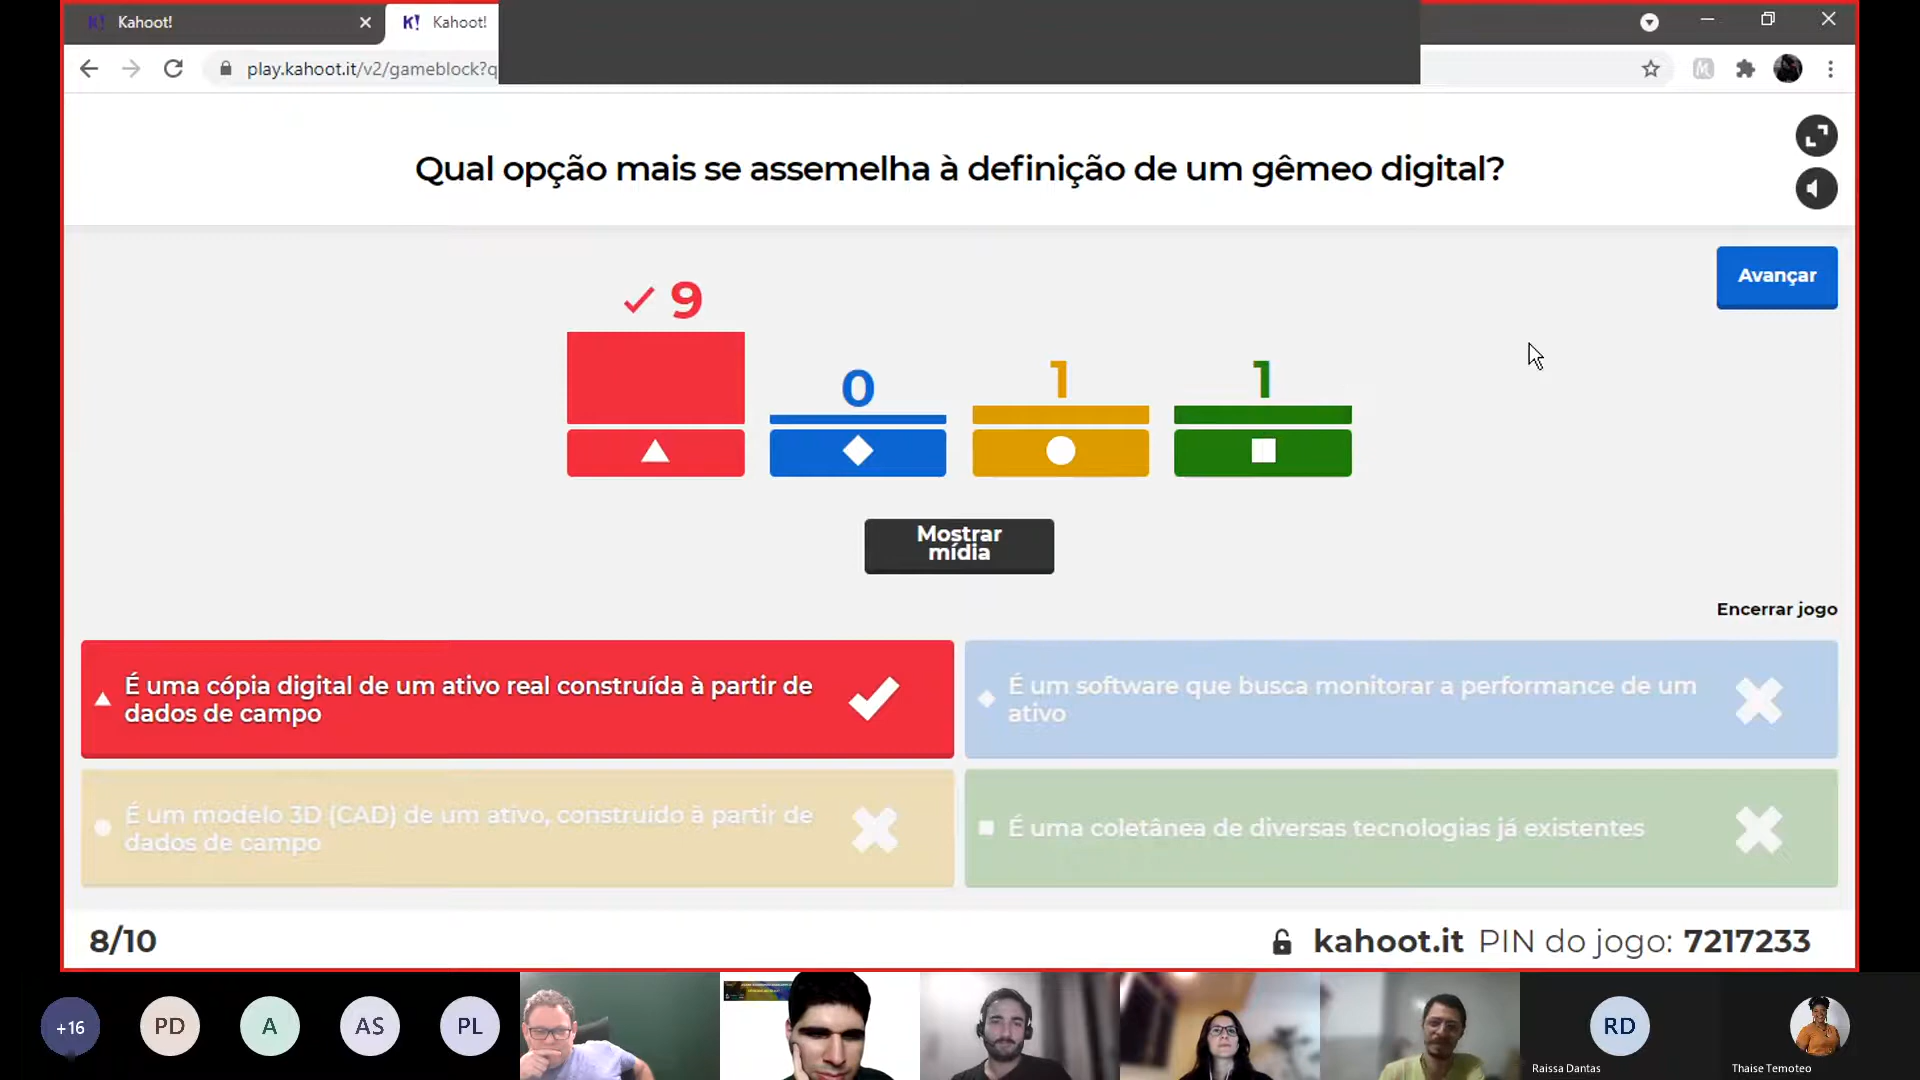 Kahoot!
K! Kahoot!
play.kahoot.it/v2/gameblock?q
Qual opção mais se assemelha à definição de um gêmeo digital?
Avançar
9
0
1
1
Mostrar
mídia
Encerrar jogo
É uma cópia digital de um ativo real construída à partir de
dados de campo
É um software que busca monitorar a performance de um
ativo
É um modelo 3D (CAD) de um ativo, construído à partir de
dados de campo
É uma coletânea de diversas tecnologias já existentes
8/10
kahoot.it PIN do jogo: 7217233
+16
PD
A
AS
PL
RD
Raissa Dantas
Thaise Temoteo